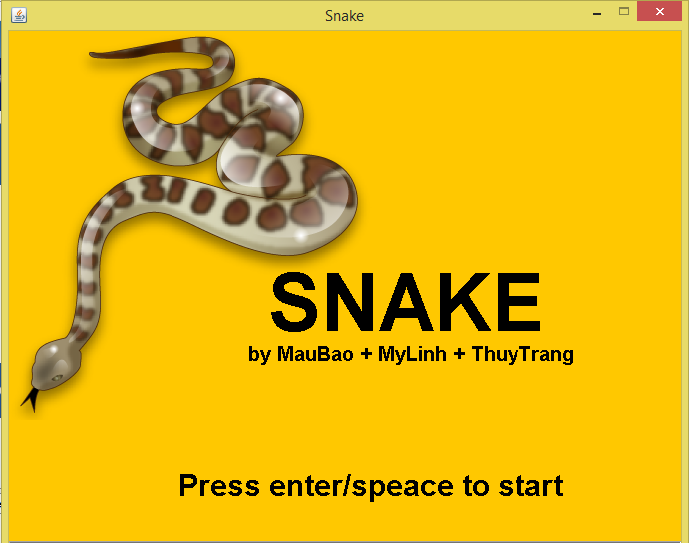 Snake
SNAKE
by MauBao + MyLinh + ThuyTrang
Press enter/speace to start